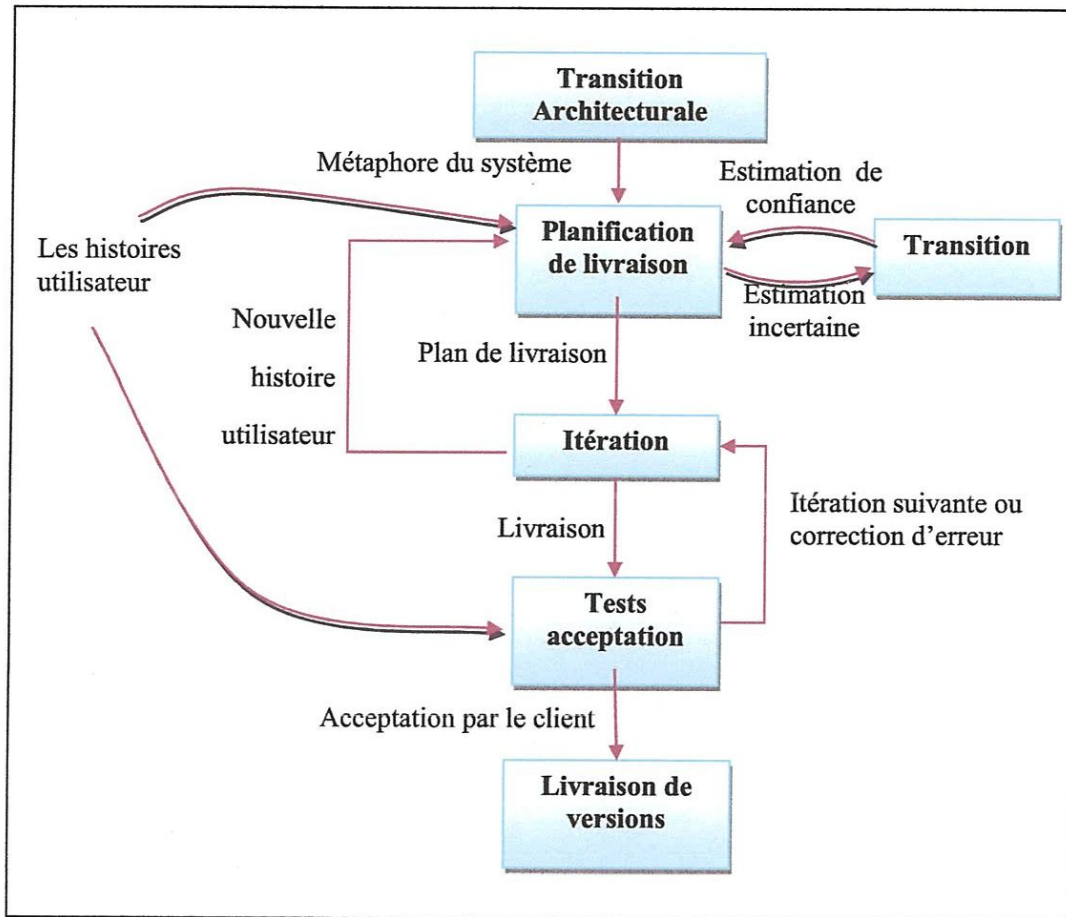 Transition
Architecturale
Métaphore du système
Estimation de
confiance
Les histoires
utilisateur
Planification
de livraison
Transition
Estimation
incertaine
Nouvelle
histoire
utilisateur
Plan de livraison
Itération
Itération suivante ou
correction d'erreur
Livraison
Tests
acceptation
Acceptation par le client
Livraison de
versions